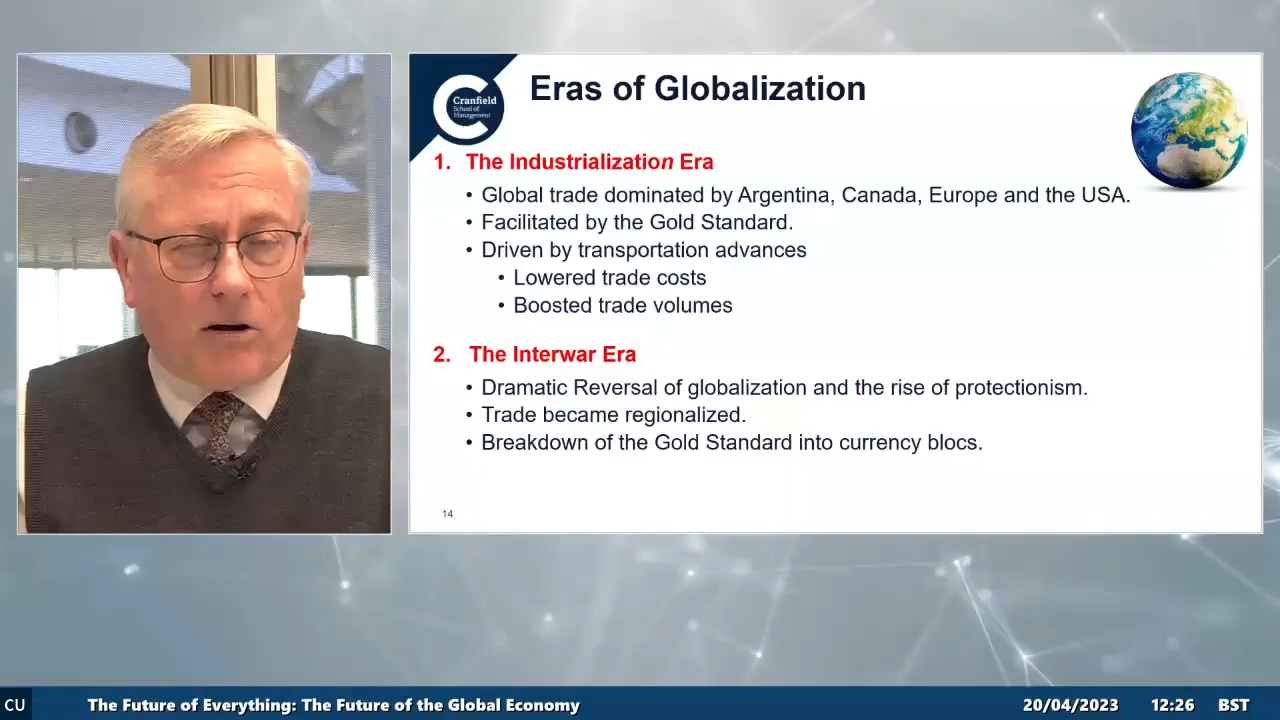 Cranfield
School of
Management
Eras of Globalization
1. The Industrialization Era
• Global trade dominated by Argentina, Canada, Europe and the USA.
• Facilitated by the Gold Standard.
• Driven by transportation advances
• Lowered trade costs
• Boosted trade volumes
2. The Interwar Era
• Dramatic Reversal of globalization and the rise of protectionism.
• Trade became regionalized.
• Breakdown of the Gold Standard into currency blocs.
14
CU The Future of Everything: The Future of the Global Economy 20/04/2023 12:26 BST